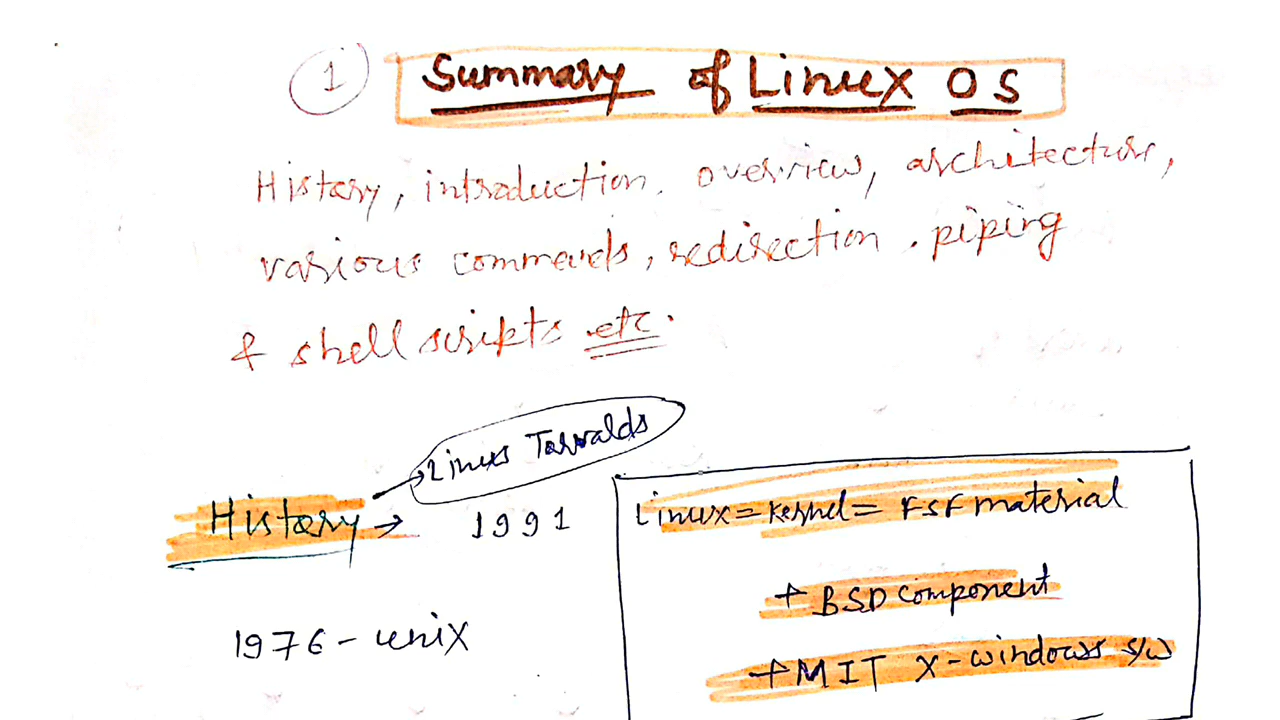 1 Summary of Linux OS
History, introduction, overview, architecture,
various commands, redirection, piping
& shell scripts etc.
Linus Torvalds
History → 1991
1976 - unix
Linux = Kernel = FSF material
+ BSD component
+ MIT X-windows s/w